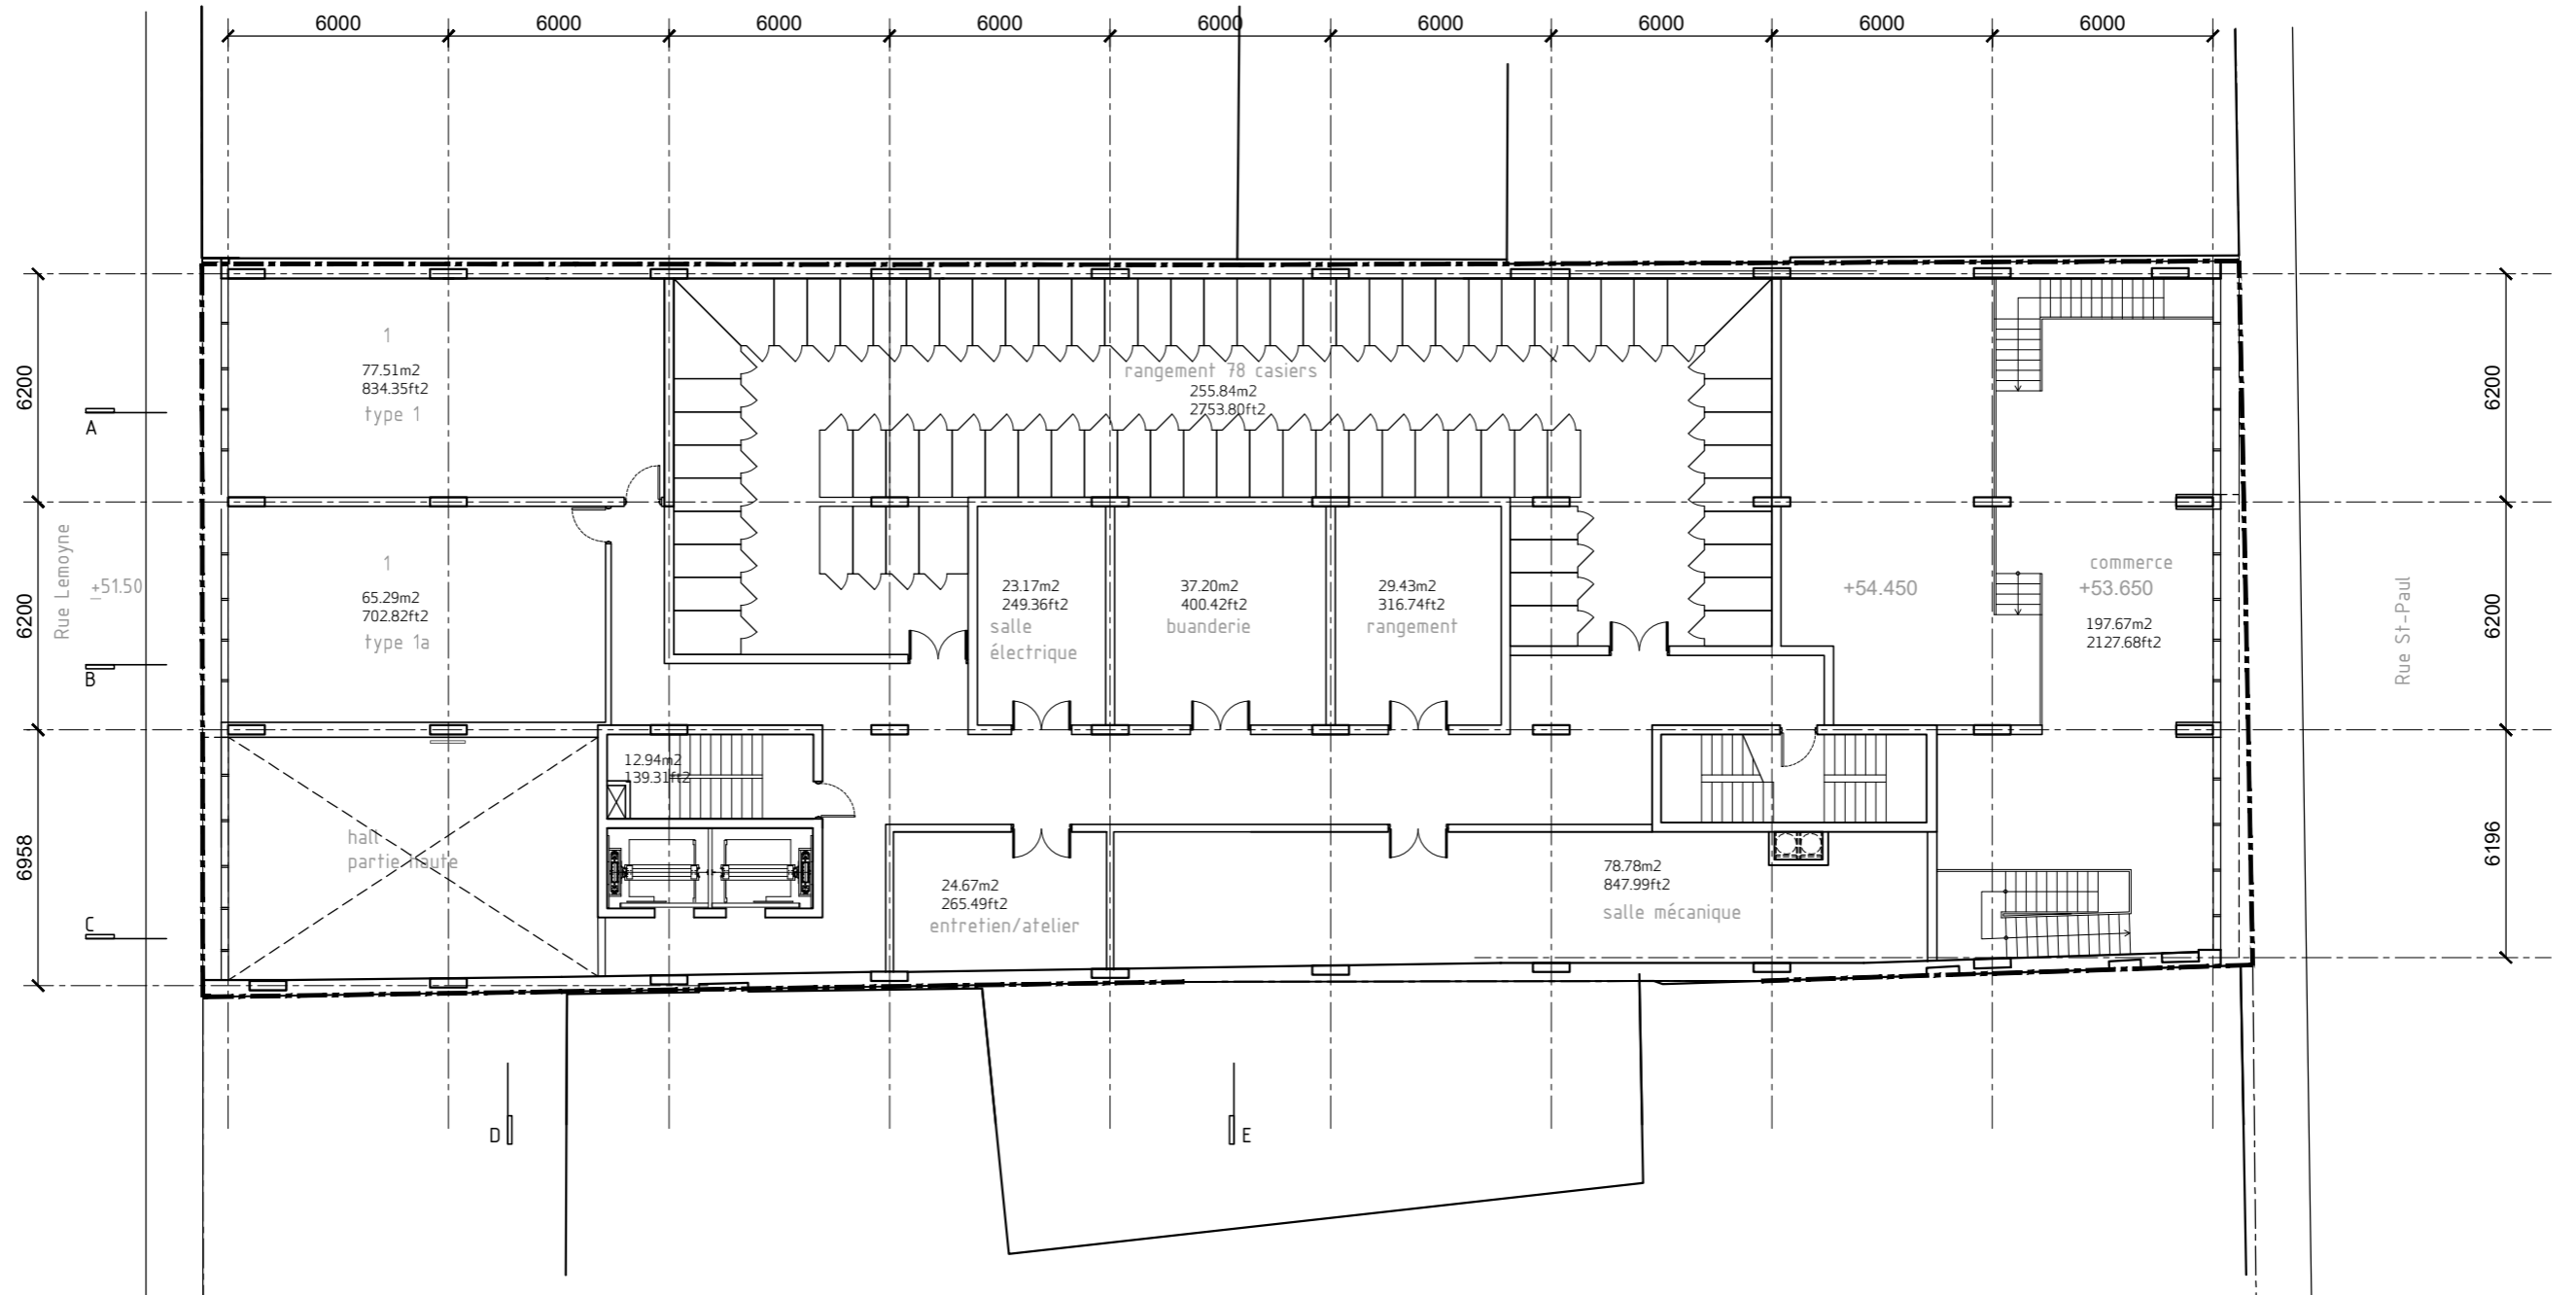 6000 6000 6000 6000 6000 6000 6000 6000 6000
6200
6200
6958
6200
6200
6196
Rue Lemoyne
+51.50
Rue St-Paul
A
B
C
D
E
1
77.51m2
834.35ft2
type 1
1
65.29m2
702.82ft2
type 1a
hall
partie haute
12.94m2
139.31ft2
rangement 78 casiers
255.84m2
2753.80ft2
23.17m2
249.36ft2
salle
électrique
37.20m2
400.42ft2
buanderie
29.43m2
316.74ft2
rangement
24.67m2
265.49ft2
entretien/atelier
78.78m2
847.99ft2
salle mécanique
+54.450
commerce
+53.650
197.67m2
2127.68ft2